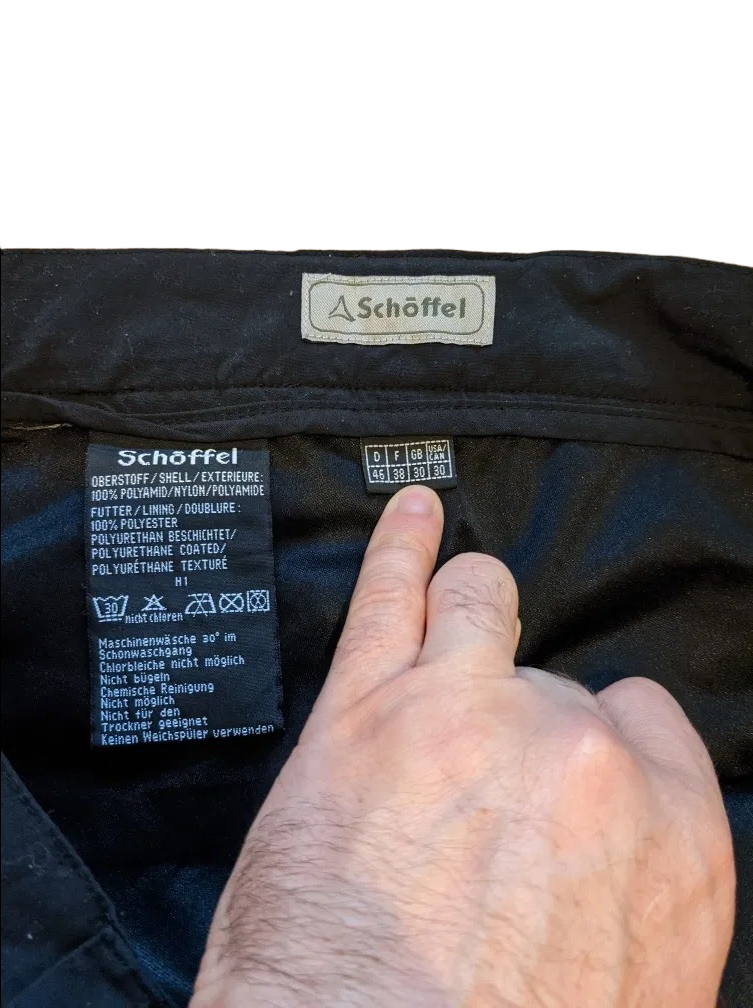 Schöffel
Schöffel
OBERSTOFF/SHELL/EXTERIEURE:
100% POLYAMID/NYLON/POLYAMIDE
FUTTER/LINING/DOUBLURE:
100% POLYESTER
POLYURETHAN BESCHICHTET/
POLYURETHANE COATED/
POLYURÉTHANE TEXTURÉ
H1
30
nicht chloren
Maschinenwäsche 30° im
Schonwaschgang
Chlorbleiche nicht möglich
Nicht bügeln
Chemische Reinigung
Nicht möglich
Nicht für den
Trockner geeignet
Keinen Weichspüler verwenden
D F GB USA/CAN
46 38 30 30